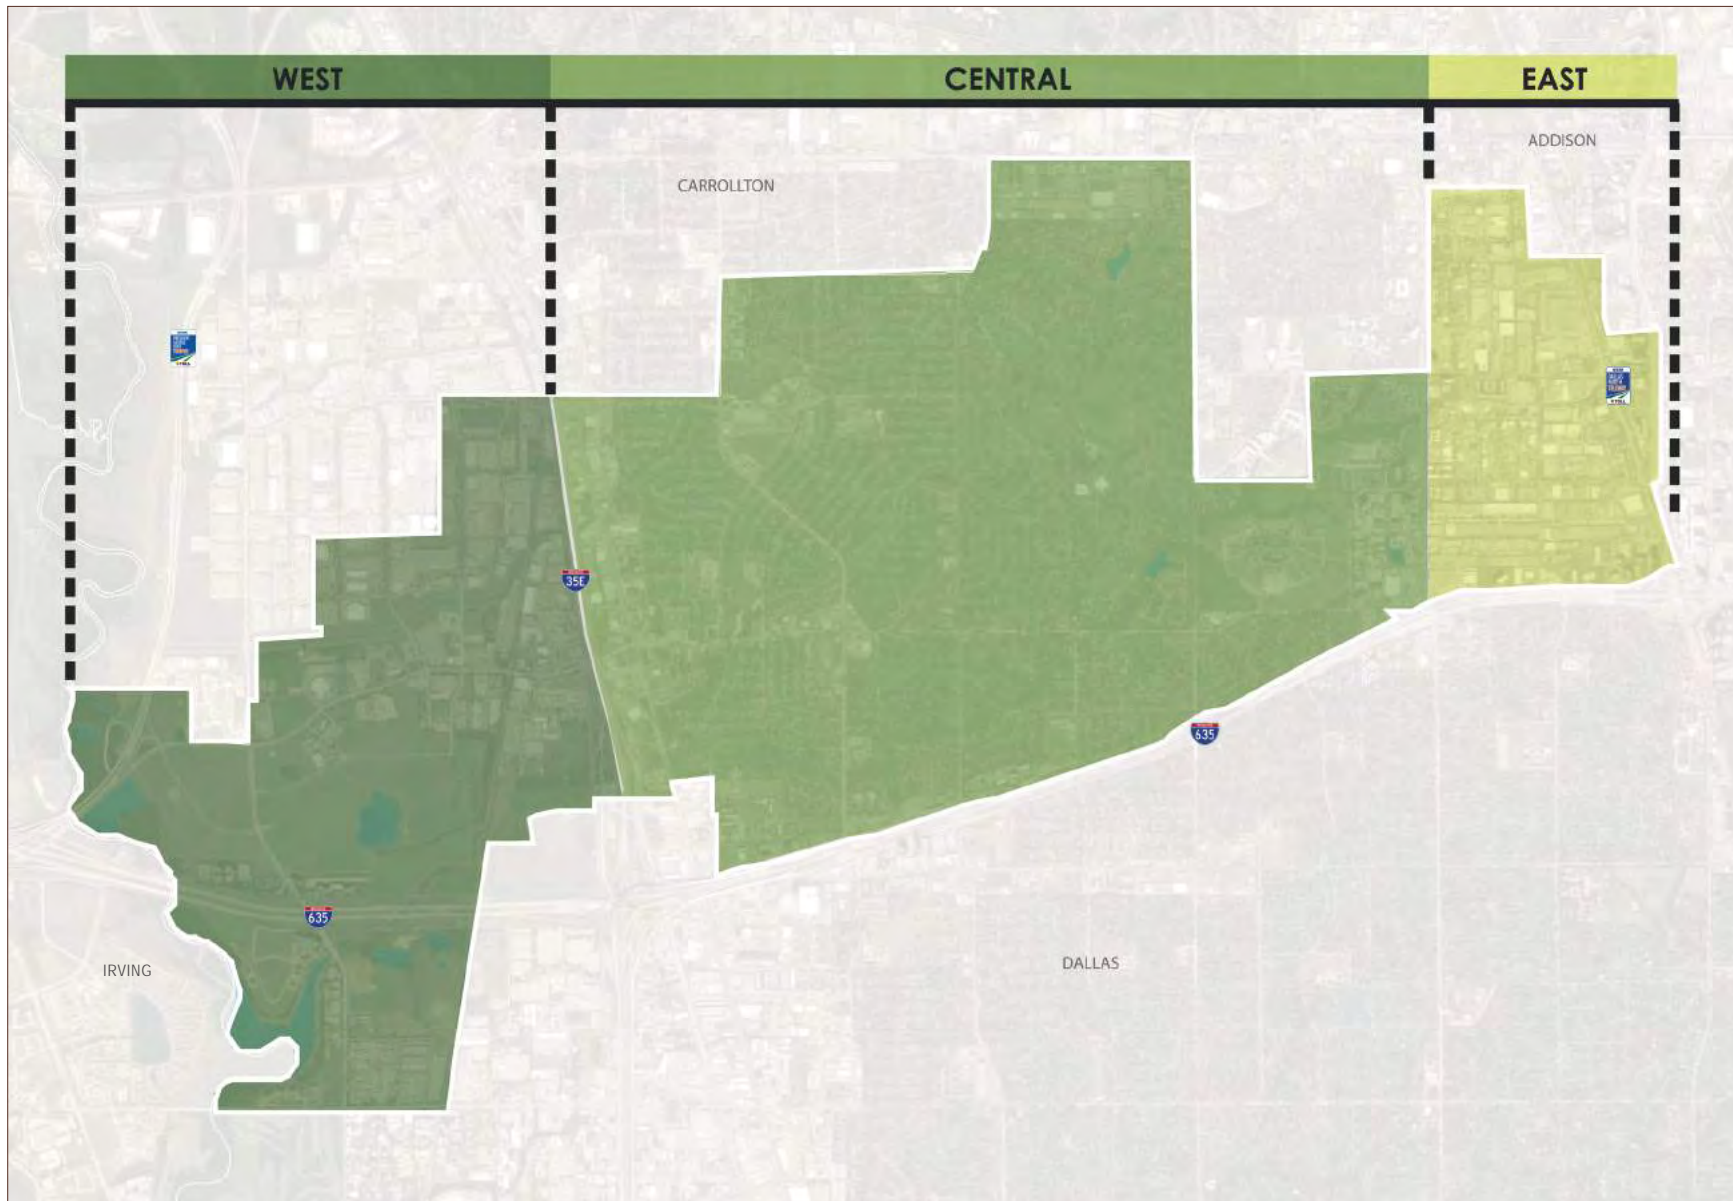 WEST
CENTRAL
EAST
ADDISON
CARROLLTON
35E
635
635
IRVING
DALLAS